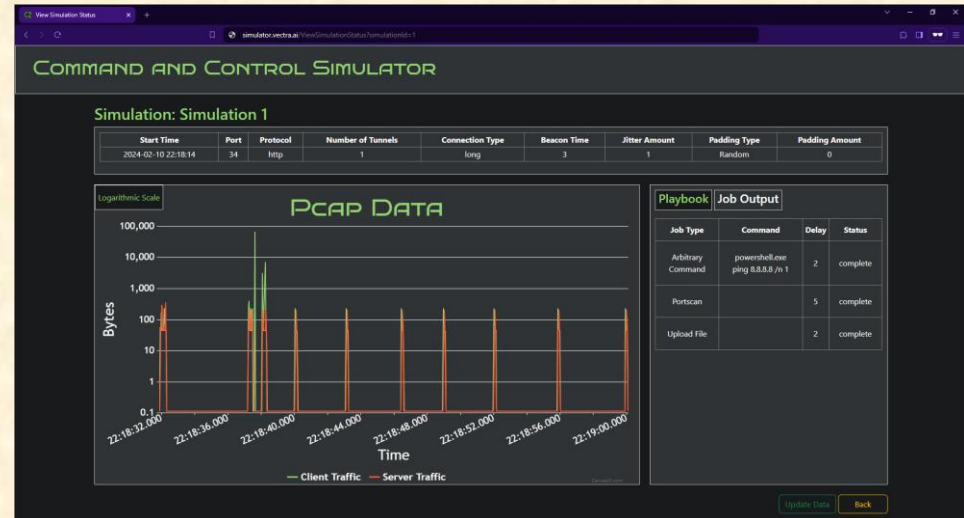 View Simulation Status
simulator.vectra.ai/ViewSimulationStatus?simulationId=1
COMMAND AND CONTROL SIMULATOR
Simulation: Simulation 1
Start Time Port Protocol Number of Tunnels Connection Type Beacon Time Jitter Amount Padding Type Padding Amount
2024-02-10 22:18:14 34 http 1 long 3 1 Random 0
Logarithmic Scale
PCAP DATA
100,000
10,000
1,000
100
10
1
0.1
Bytes
22:18:32.000 22:18:36.000 22:18:40.000 22:18:44.000 22:18:48.000 22:18:52.000 22:18:56.000 22:19:00.000
Time
Client Traffic Server Traffic
Playbook Job Output
Job Type Command Delay Status
Arbitrary Command powershell.exe ping 8.8.8.8 /n 1 2 complete
Portscan 5 complete
Upload File 2 complete
Update Data Back